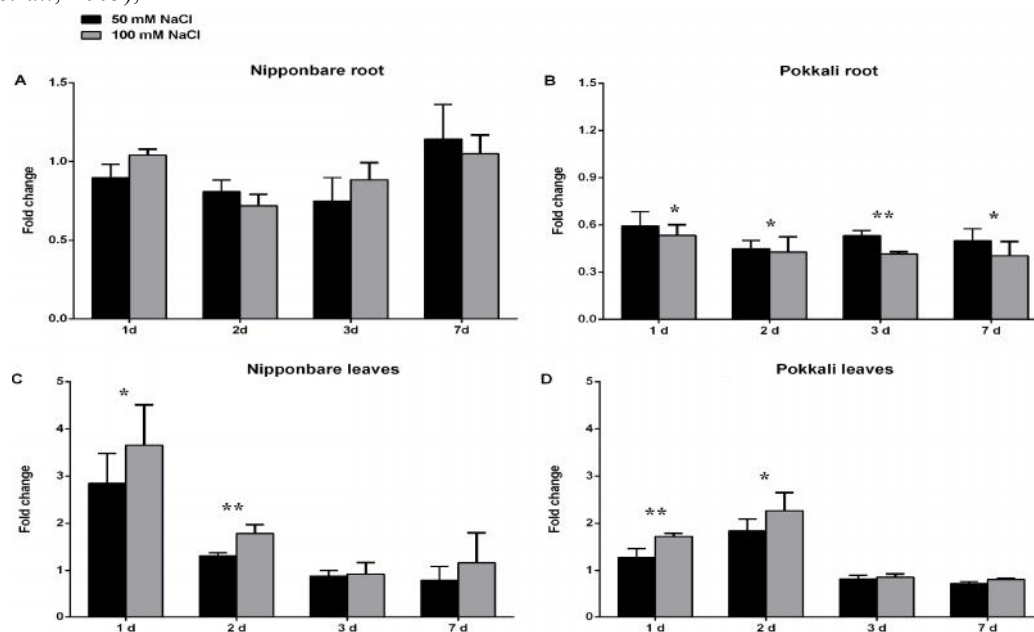 50 mM NaCl
100 mM NaCl
A
Nipponbare root
Fold change
1.5
1.0
0.5
0.0
1d
2d
3d
7d
B
Pokkali root
Fold change
1.5
1.2
0.9
0.6
0.3
0.0
*
*
**
*
1 d
2 d
3 d
7 d
C
Nipponbare leaves
Fold change
5
4
3
2
1
0
*
**
1 d
2 d
3 d
7 d
D
Pokkali leaves
Fold change
5
4
3
2
1
0
**
*
1 d
2 d
3 d
7 d